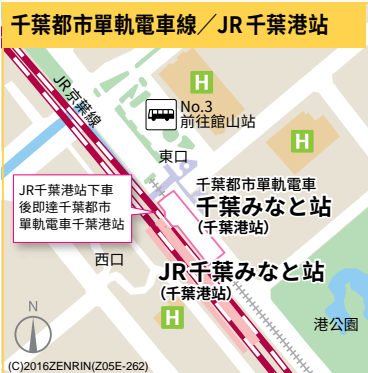 千葉都市單軌電車線／JR千葉港站
H
JR京葉線
No.3
前往館山站
H
東口
JR千葉港站下車
後即達千葉都市
單軌電車千葉港站
千葉都市單軌電車
千葉みなと站
(千葉港站)
西口
JR千葉みなと站
(千葉港站)
N
H
港公園
(C)2016ZENRIN(Z05E-262)